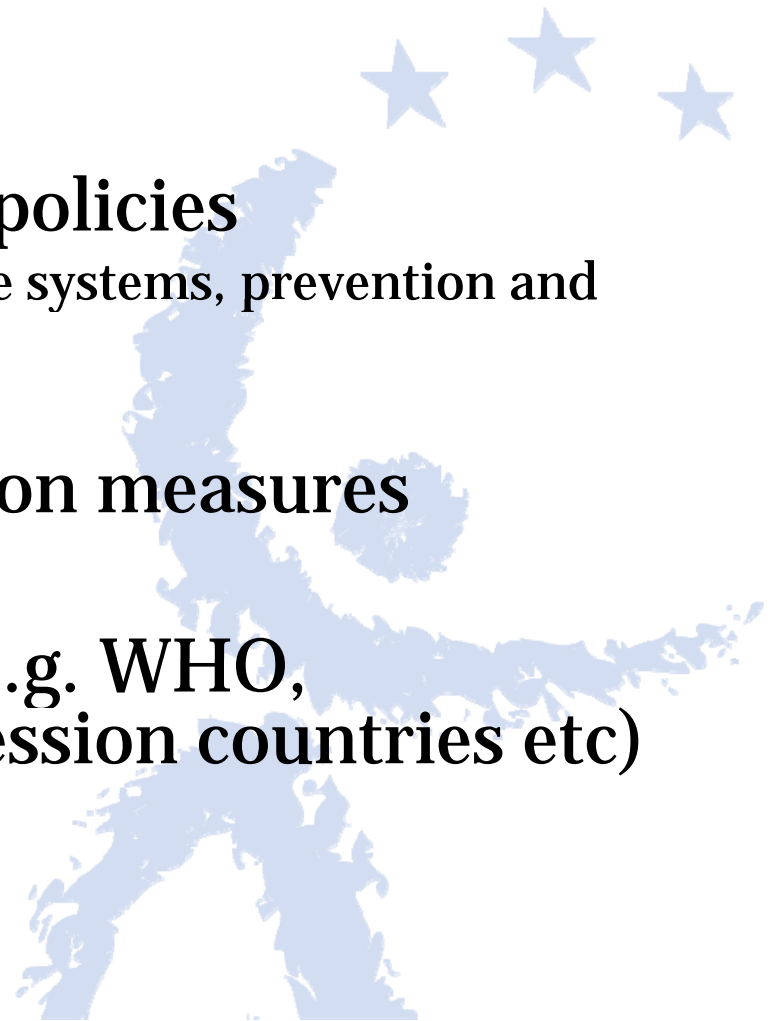 policies
e systems, prevention and
on measures
.g. WHO,
ession countries etc)